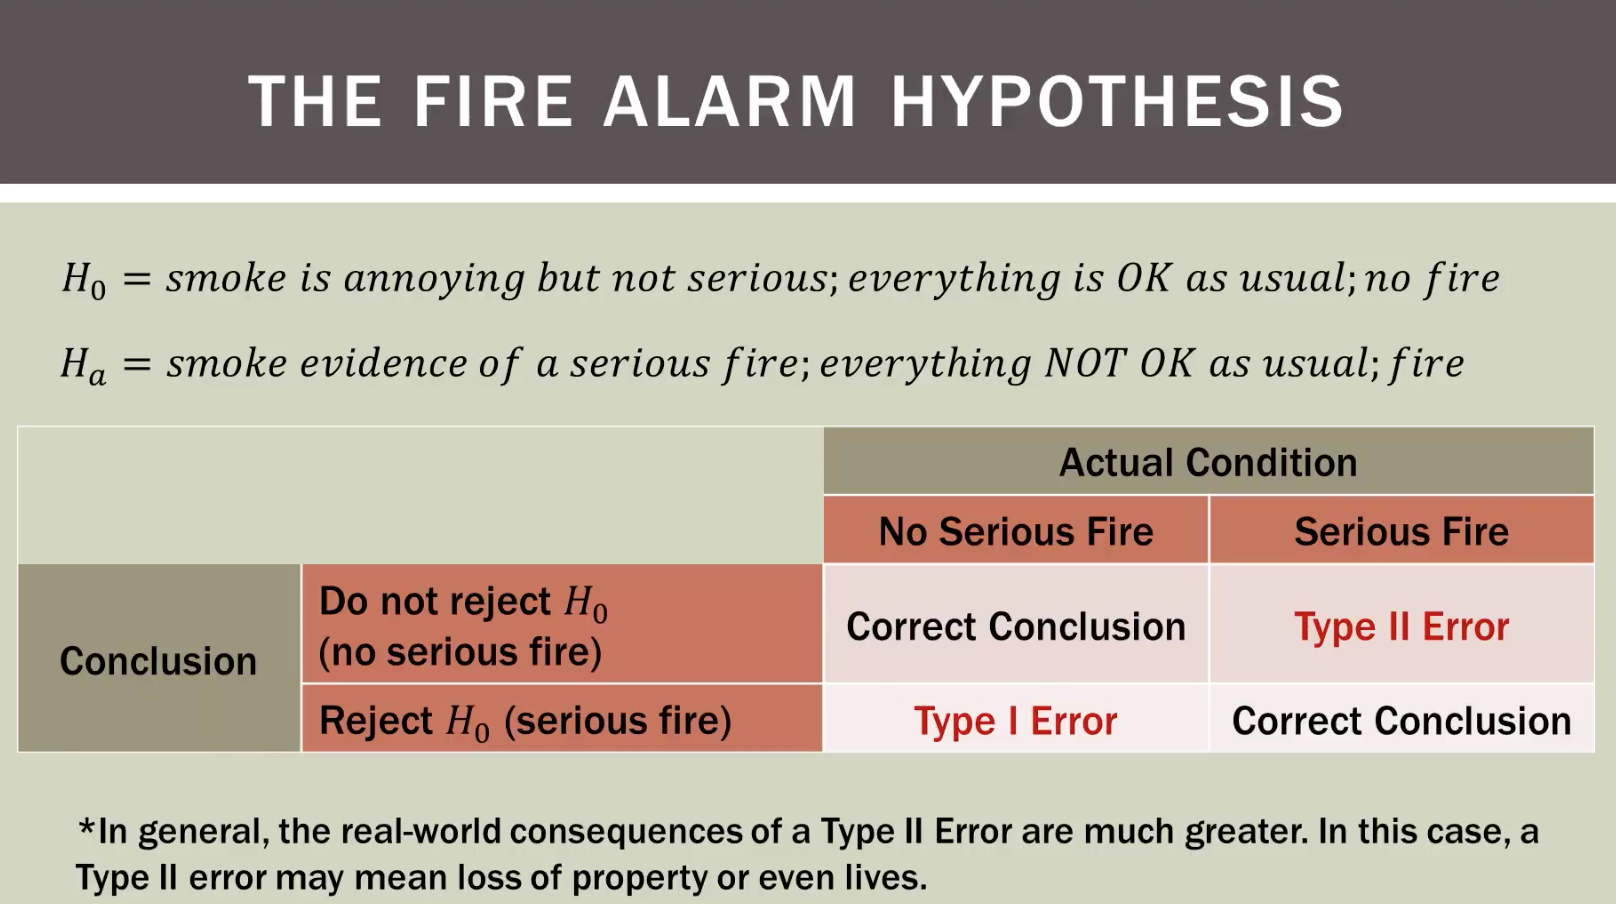 THE FIRE ALARM HYPOTHESIS
H₀ = smoke is annoying but not serious; everything is OK as usual; no fire
Hₐ = smoke evidence of a serious fire; everything NOT OK as usual; fire
Actual Condition
No Serious Fire Serious Fire
Conclusion
Do not reject H₀
(no serious fire)
Correct Conclusion Type II Error
Reject H₀ (serious fire) Type I Error Correct Conclusion
*In general, the real-world consequences of a Type II Error are much greater. In this case, a
Type II error may mean loss of property or even lives.